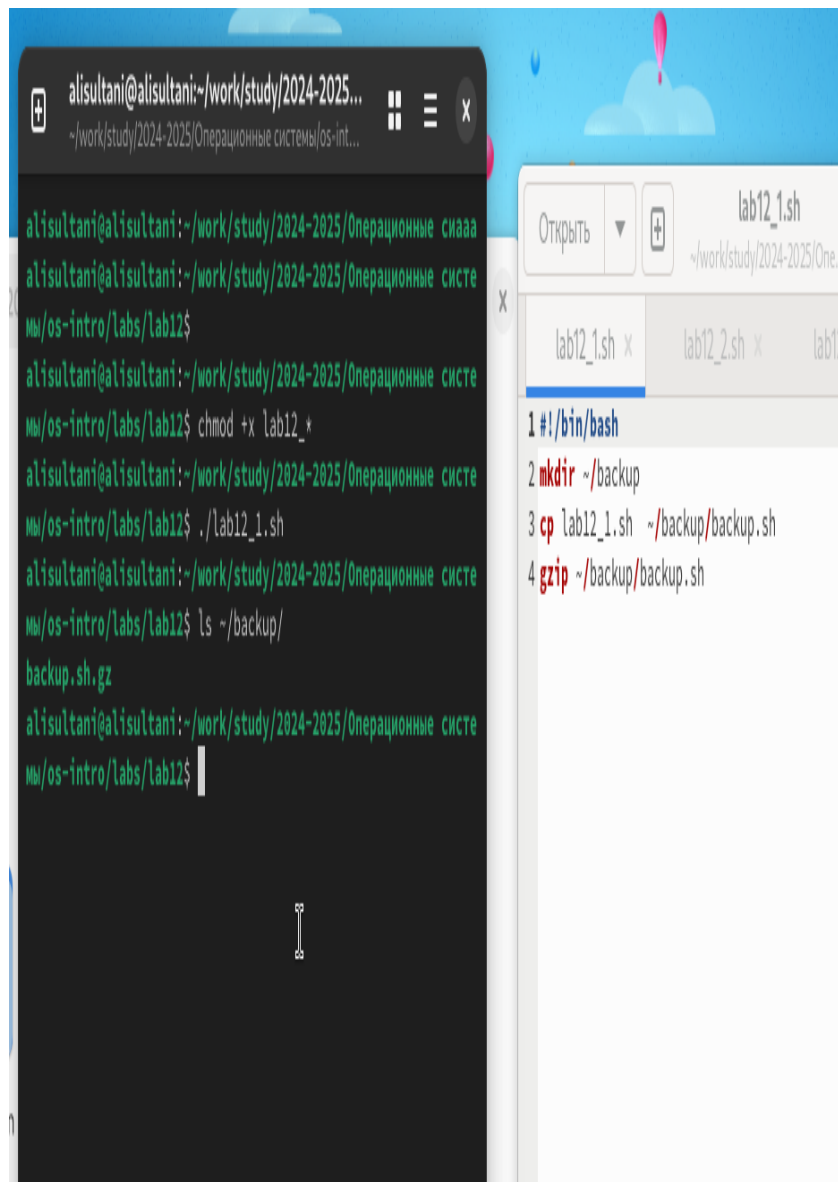 alisultani@alisultani:~/work/study/2024-2025...
~/work/study/2024-2025/Операционные системы/os-int...
alisultani@alisultani:~/work/study/2024-2025/Операционные сиааа
alisultani@alisultani:~/work/study/2024-2025/Операционные систе
мы/os-intro/labs/lab12$
alisultani@alisultani:~/work/study/2024-2025/Операционные систе
мы/os-intro/labs/lab12$ chmod +x lab12_*
alisultani@alisultani:~/work/study/2024-2025/Операционные систе
мы/os-intro/labs/lab12$ ./lab12_1.sh
alisultani@alisultani:~/work/study/2024-2025/Операционные систе
мы/os-intro/labs/lab12$ ls ~/backup/
backup.sh.gz
alisultani@alisultani:~/work/study/2024-2025/Операционные систе
мы/os-intro/labs/lab12$
Открыть
lab12_1.sh
~/work/study/2024-2025/Опе.
lab12_1.sh × lab12_2.sh × lab1
1 #!/bin/bash
2 mkdir ~/backup
3 cp lab12_1.sh ~/backup/backup.sh
4 gzip ~/backup/backup.sh